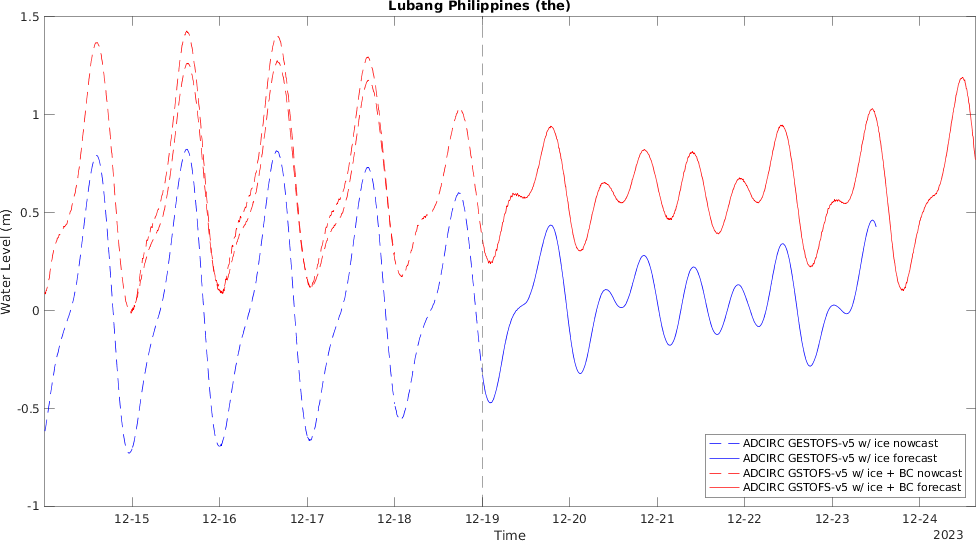 Lubang Philippines (the)
1.5
1
0.5
0
-0.5
-1
Water Level (m)
12-15 12-16 12-17 12-18 12-19 12-20 12-21 12-22 12-23 12-24
Time
2023
ADCIRC GESTOFS-v5 w/ ice nowcast
ADCIRC GESTOFS-v5 w/ ice forecast
ADCIRC GSTOFS-v5 w/ ice + BC nowcast
ADCIRC GSTOFS-v5 w/ ice + BC forecast